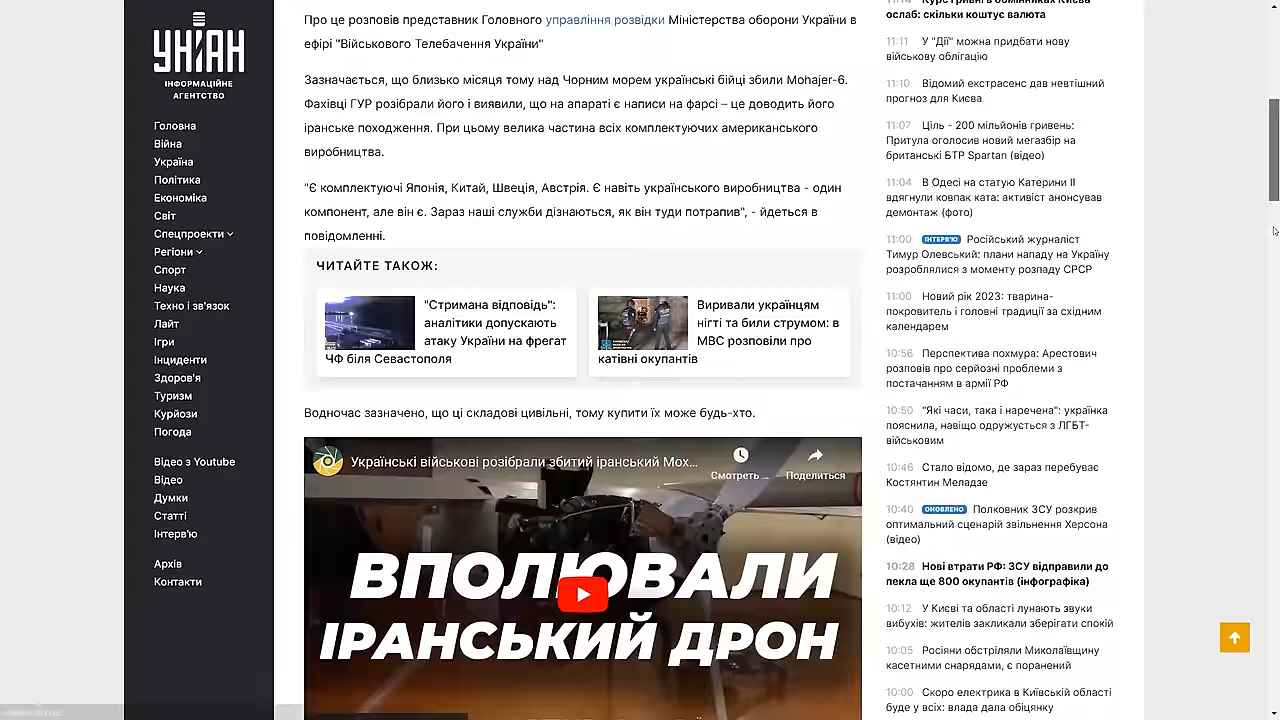 УНІАН
ІНФОРМАЦІЙНЕ
АГЕНТСТВО
Головна
Війна
Україна
Політика
Економіка
Світ
Спецпроекти
Регіони
Спорт
Наука
Техно і зв'язок
Лайт
Ігри
Інциденти
Здоров'я
Туризм
Курйози
Погода
Відео з Youtube
Відео
Думки
Статті
Інтерв'ю
Архів
Контакти
Про це розповів представник Головного управління розвідки Міністерства оборони України в
ефірі "Військового Телебачення України"
Зазначається, що близько місяця тому над Чорним морем українські бійці збили Mohajer-6.
Фахівці ГУР розібрали його і виявили, що на апараті є написи на фарсі – це доводить його
іранське походження. При цьому велика частина всіх комплектуючих американського
виробництва.
"Є комплектуючі Японія, Китай, Швеція, Австрія. Є навіть українського виробництва - один
компонент, але він є. Зараз наші служби дізнаються, як він туди потрапив", - йдеться в
повідомленні.
ЧИТАЙТЕ ТАКОЖ:
"Стримана відповідь":
аналітики допускають
атаку України на фрегат
ЧФ біля Севастополя
Виривали українцям
нігті та били струмом: в
МВС розповіли про
катівні окупантів
Водночас зазначено, що ці складові цивільні, тому купити їх може будь-хто.
Українські військові розібрали збитий іранський Мох...
Смотреть ...
Поделиться
ВПОЛЮВАЛИ
ІРАНСЬКИЙ ДРОН
ослаб: скільки коштує валюта
11:11 У "Дії" можна придбати нову
військову облігацію
11:10 Відомий екстрасенс дав невтішний
прогноз для Києва
11:07 Ціль - 200 мільйонів гривень:
Притула оголосив новий мегазбір на
британські БТР Spartan (відео)
11:04 В Одесі на статую Катерини II
вдягнули ковпак ката: активіст анонсував
демонтаж (фото)
11:00 ІНТЕРВ'Ю Російський журналіст
Тимур Олевський: плани нападу на Україну
розроблялися з моменту розпаду СРСР
11:00 Новий рік 2023: тварина-
покровитель і головні традиції за східним
календарем
10:56 Перспектива похмура: Арестович
розповів про серйозні проблеми з
постачанням в армії РФ
10:50 "Які часи, така і наречена": українка
пояснила, навіщо одружується з ЛГБТ-
військовим
10:46 Стало відомо, де зараз перебуває
Костянтин Меладзе
10:40 ОНОВЛЕНО Полковник ЗСУ розкрив
оптимальний сценарій звільнення Херсона
(відео)
10:28 Нові втрати РФ: ЗСУ відправили до
пекла ще 800 окупантів (інфографіка)
10:12 У Києві та області лунають звуки
вибухів: жителів закликали зберігати спокій
10:05 Росіяни обстріляли Миколаївщину
касетними снарядами, є поранений
10:00 Скоро електрика в Київській області
буде у всіх: влада дала обіцянку